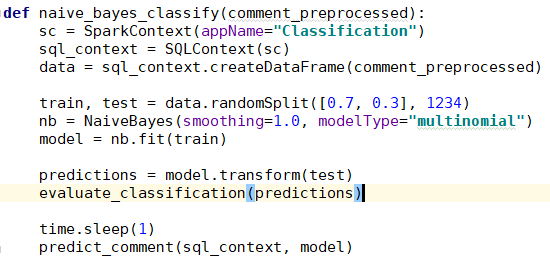 def naive_bayes_classify(comment_preprocessed):
    sc = SparkContext(appName="Classification")
    sql_context = SQLContext(sc)
    data = sql_context.createDataFrame(comment_preprocessed)
    train, test = data.randomSplit([0.7, 0.3], 1234)
    nb = NaiveBayes(smoothing=1.0, modelType="multinomial")
    model = nb.fit(train)
    predictions = model.transform(test)
    evaluate_classification(predictions)
    time.sleep(1)
    predict_comment(sql_context, model)